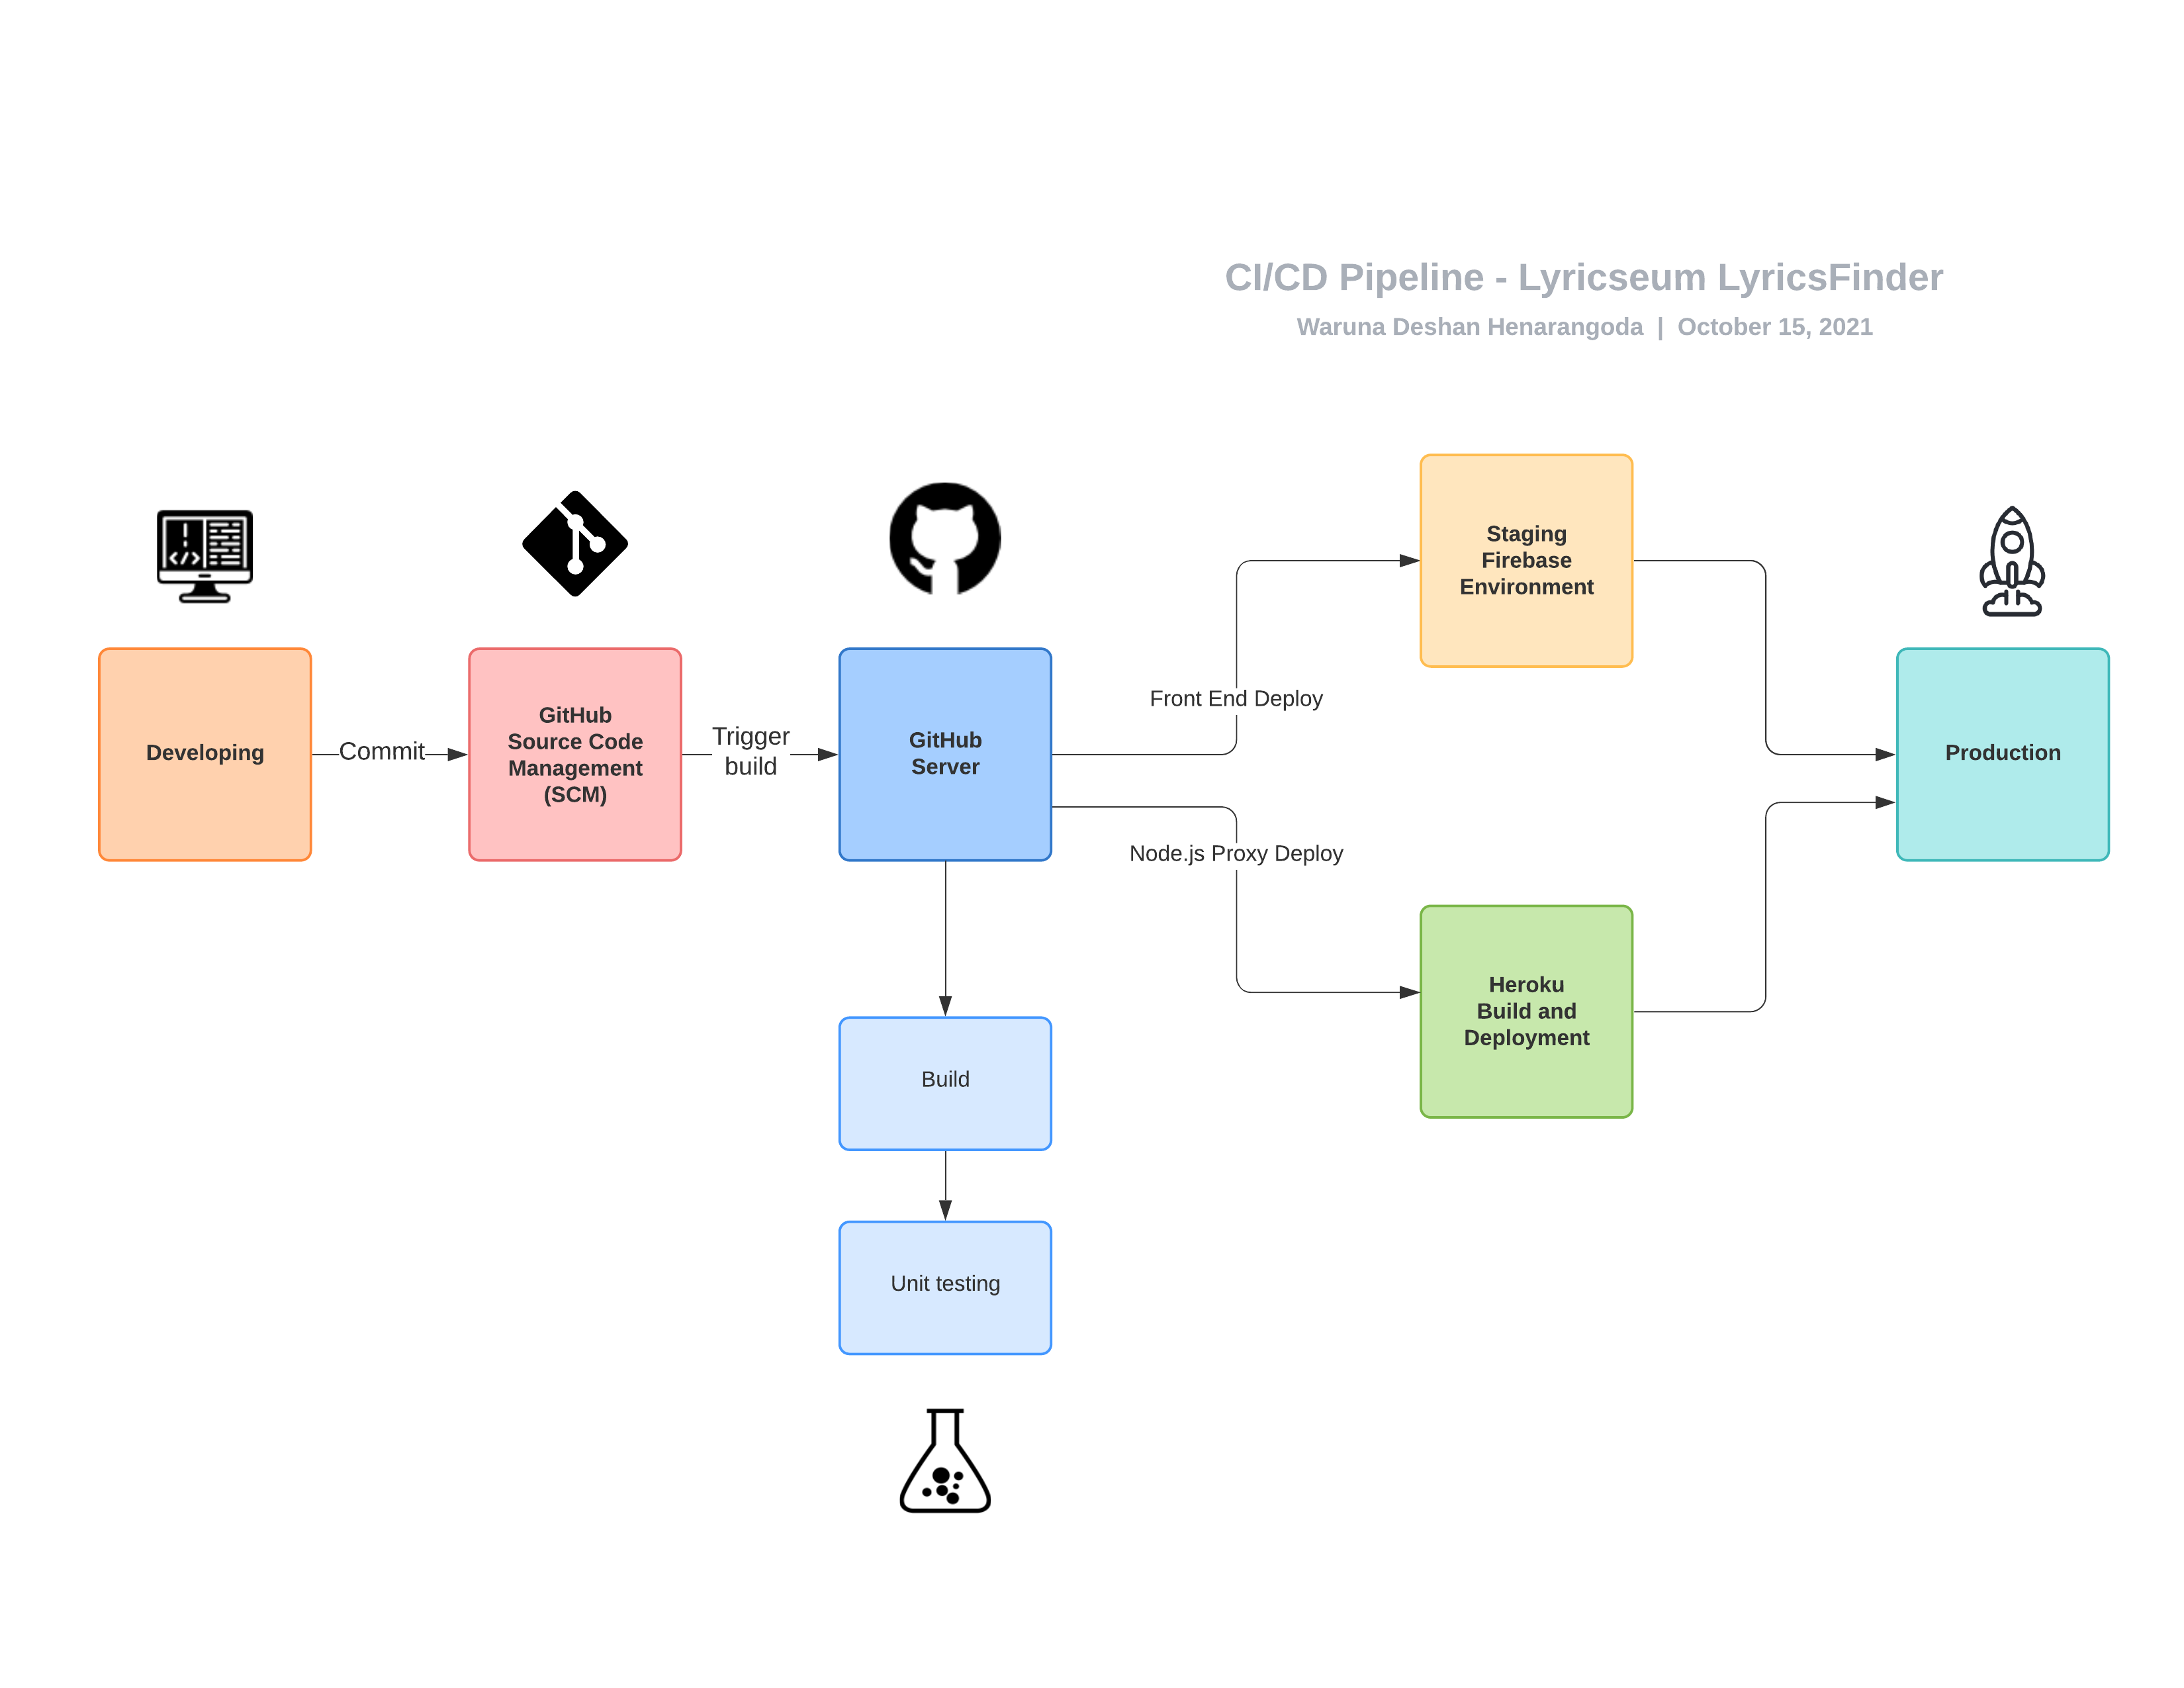 CI/CD Pipeline - Lyricseum LyricsFinder
Waruna Deshan Henarangoda | October 15, 2021
Developing
Commit
GitHub
Source Code
Management
(SCM)
Trigger
build
GitHub
Server
Front End Deploy
Node.js Proxy Deploy
Staging
Firebase
Environment
Heroku
Build and
Deployment
Production
Build
Unit testing